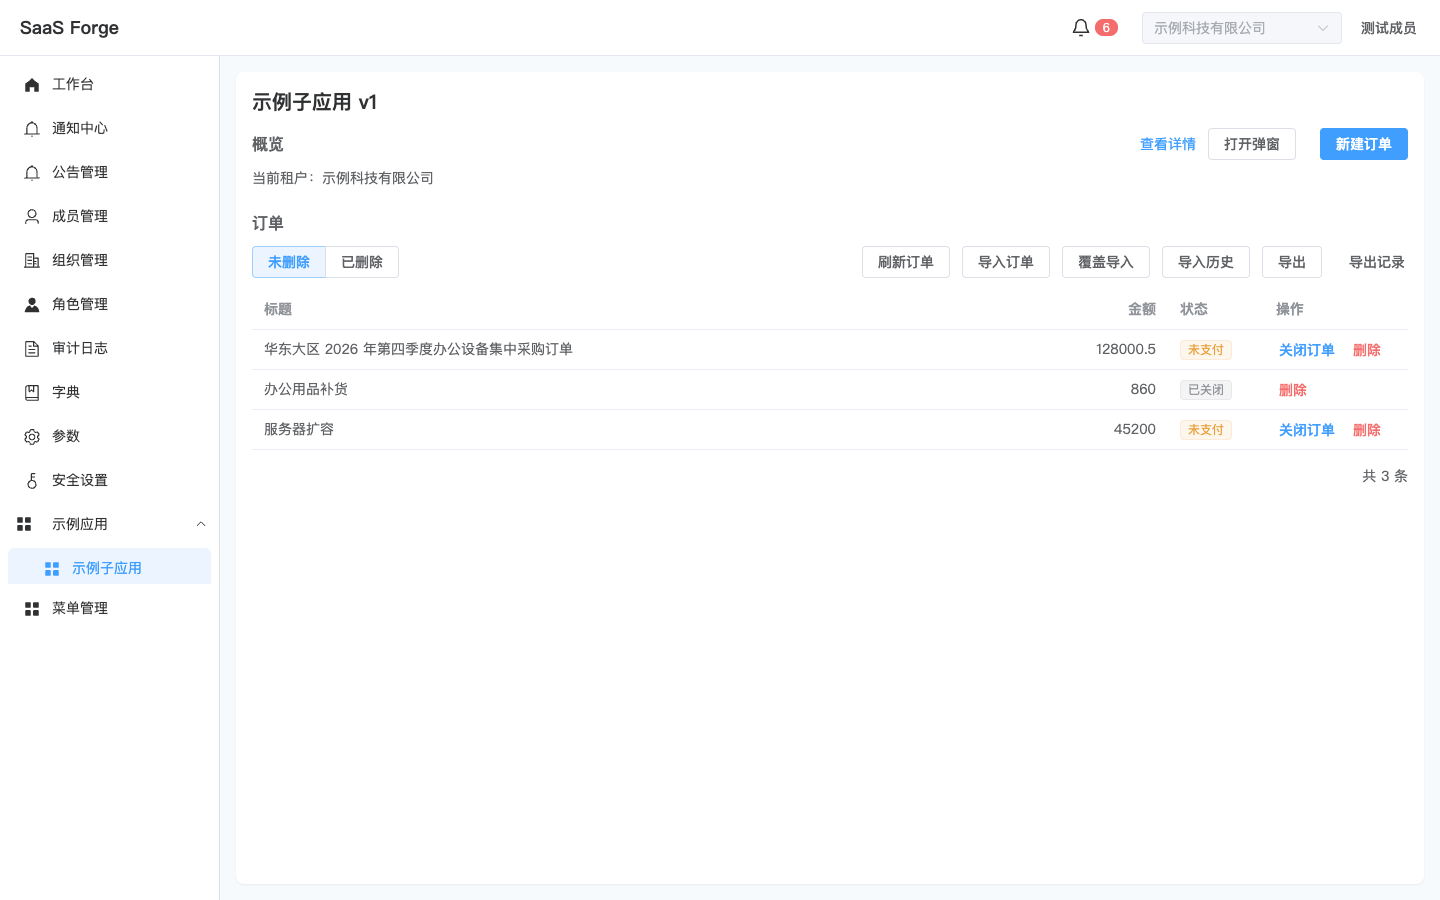 SaaS Forge
6
示例科技有限公司
测试成员
工作台
通知中心
公告管理
成员管理
组织管理
角色管理
审计日志
字典
参数
安全设置
示例应用
示例子应用
菜单管理
示例子应用 v1
概览
查看详情
打开弹窗
新建订单
当前租户：示例科技有限公司
订单
未删除 已删除
刷新订单 导入订单 覆盖导入 导入历史 导出 导出记录
标题 金额 状态 操作
华东大区 2026 年第四季度办公设备集中采购订单 128000.5 未支付 关闭订单 删除
办公用品补货 860 已关闭 删除
服务器扩容 45200 未支付 关闭订单 删除
共 3 条